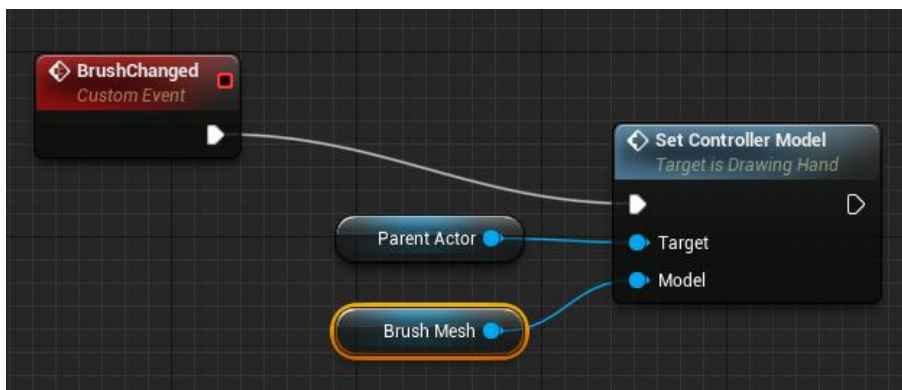 BrushChanged
Custom Event
Set Controller Model
Target is Drawing Hand
Parent Actor
Target
Model
Brush Mesh